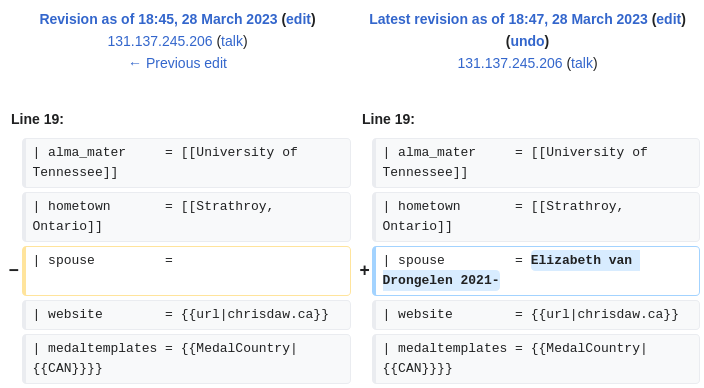 Revision as of 18:45, 28 March 2023 (edit)
131.137.245.206 (talk)
← Previous edit
Latest revision as of 18:47, 28 March 2023 (edit)
(undo)
131.137.245.206 (talk)
Line 19:
Line 19:
| alma_mater     = [[University of
Tennessee]]
| alma_mater     = [[University of
Tennessee]]
| hometown       = [[Strathroy,
Ontario]]
| hometown       = [[Strathroy,
Ontario]]
− | spouse         =
+ | spouse         = Elizabeth van
Drongelen 2021-
| website        = {{url|chrisdaw.ca}}
| website        = {{url|chrisdaw.ca}}
| medaltemplates = {{MedalCountry|
{{CAN}}}}
| medaltemplates = {{MedalCountry|
{{CAN}}}}